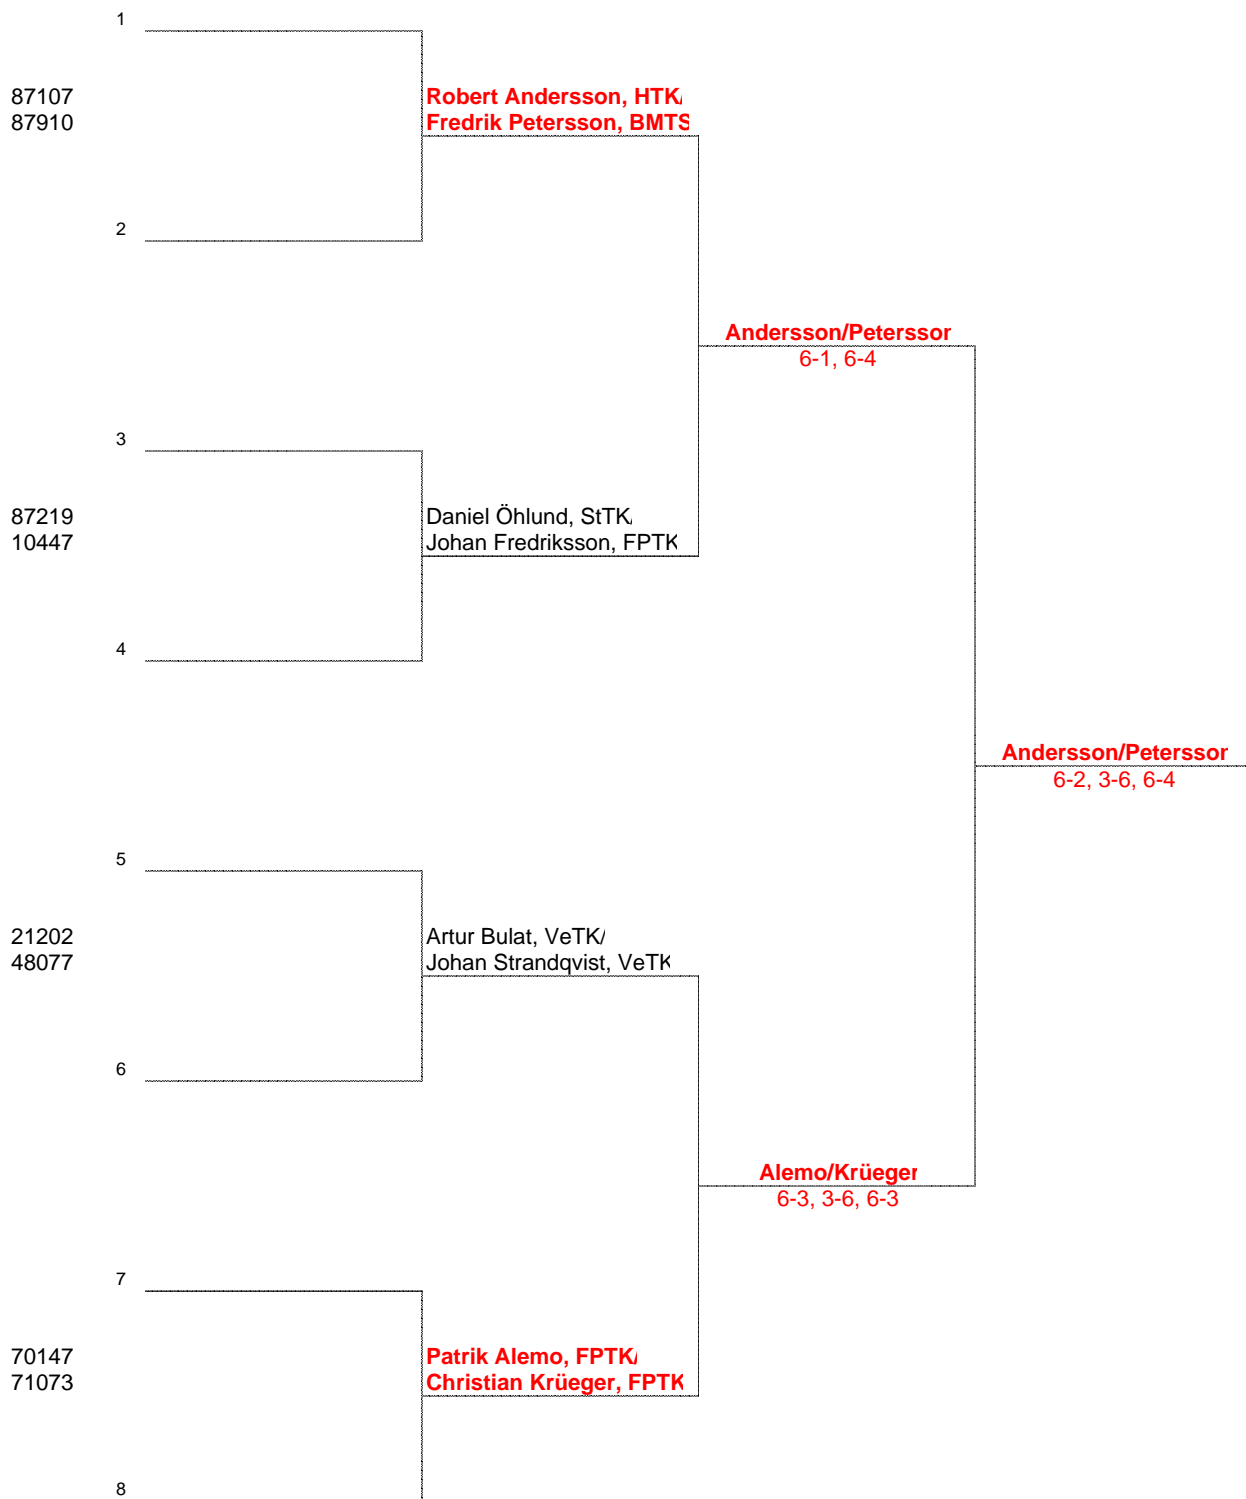 1
87107 Robert Andersson, HTK/
87910 Fredrik Petersson, BMTS
2
Andersson/Petersson
6-1, 6-4
3
87219 Daniel Öhlund, StTK/
10447 Johan Fredriksson, FPTK
4
Andersson/Petersson
6-2, 3-6, 6-4
5
21202 Artur Bulat, VeTK/
48077 Johan Strandqvist, VeTK
6
Alemo/Krüeger
6-3, 3-6, 6-3
7
70147 Patrik Alemo, FPTK/
71073 Christian Krüeger, FPTK
8